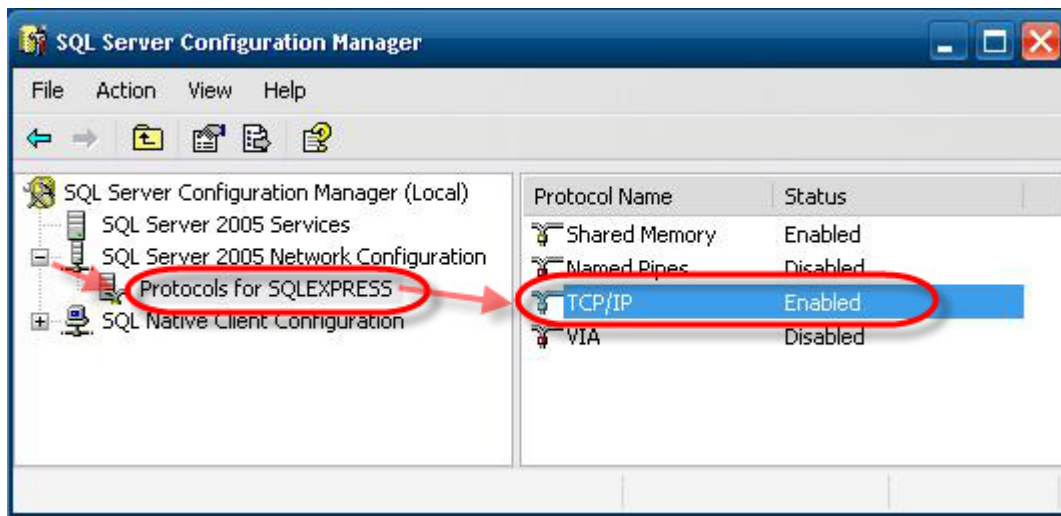 SQL Server Configuration Manager
File Action View Help
SQL Server Configuration Manager (Local)
SQL Server 2005 Services
SQL Server 2005 Network Configuration
Protocols for SQLEXPRESS
SQL Native Client Configuration
Protocol Name Status
Shared Memory Enabled
Named Pipes Disabled
TCP/IP Enabled
VIA Disabled